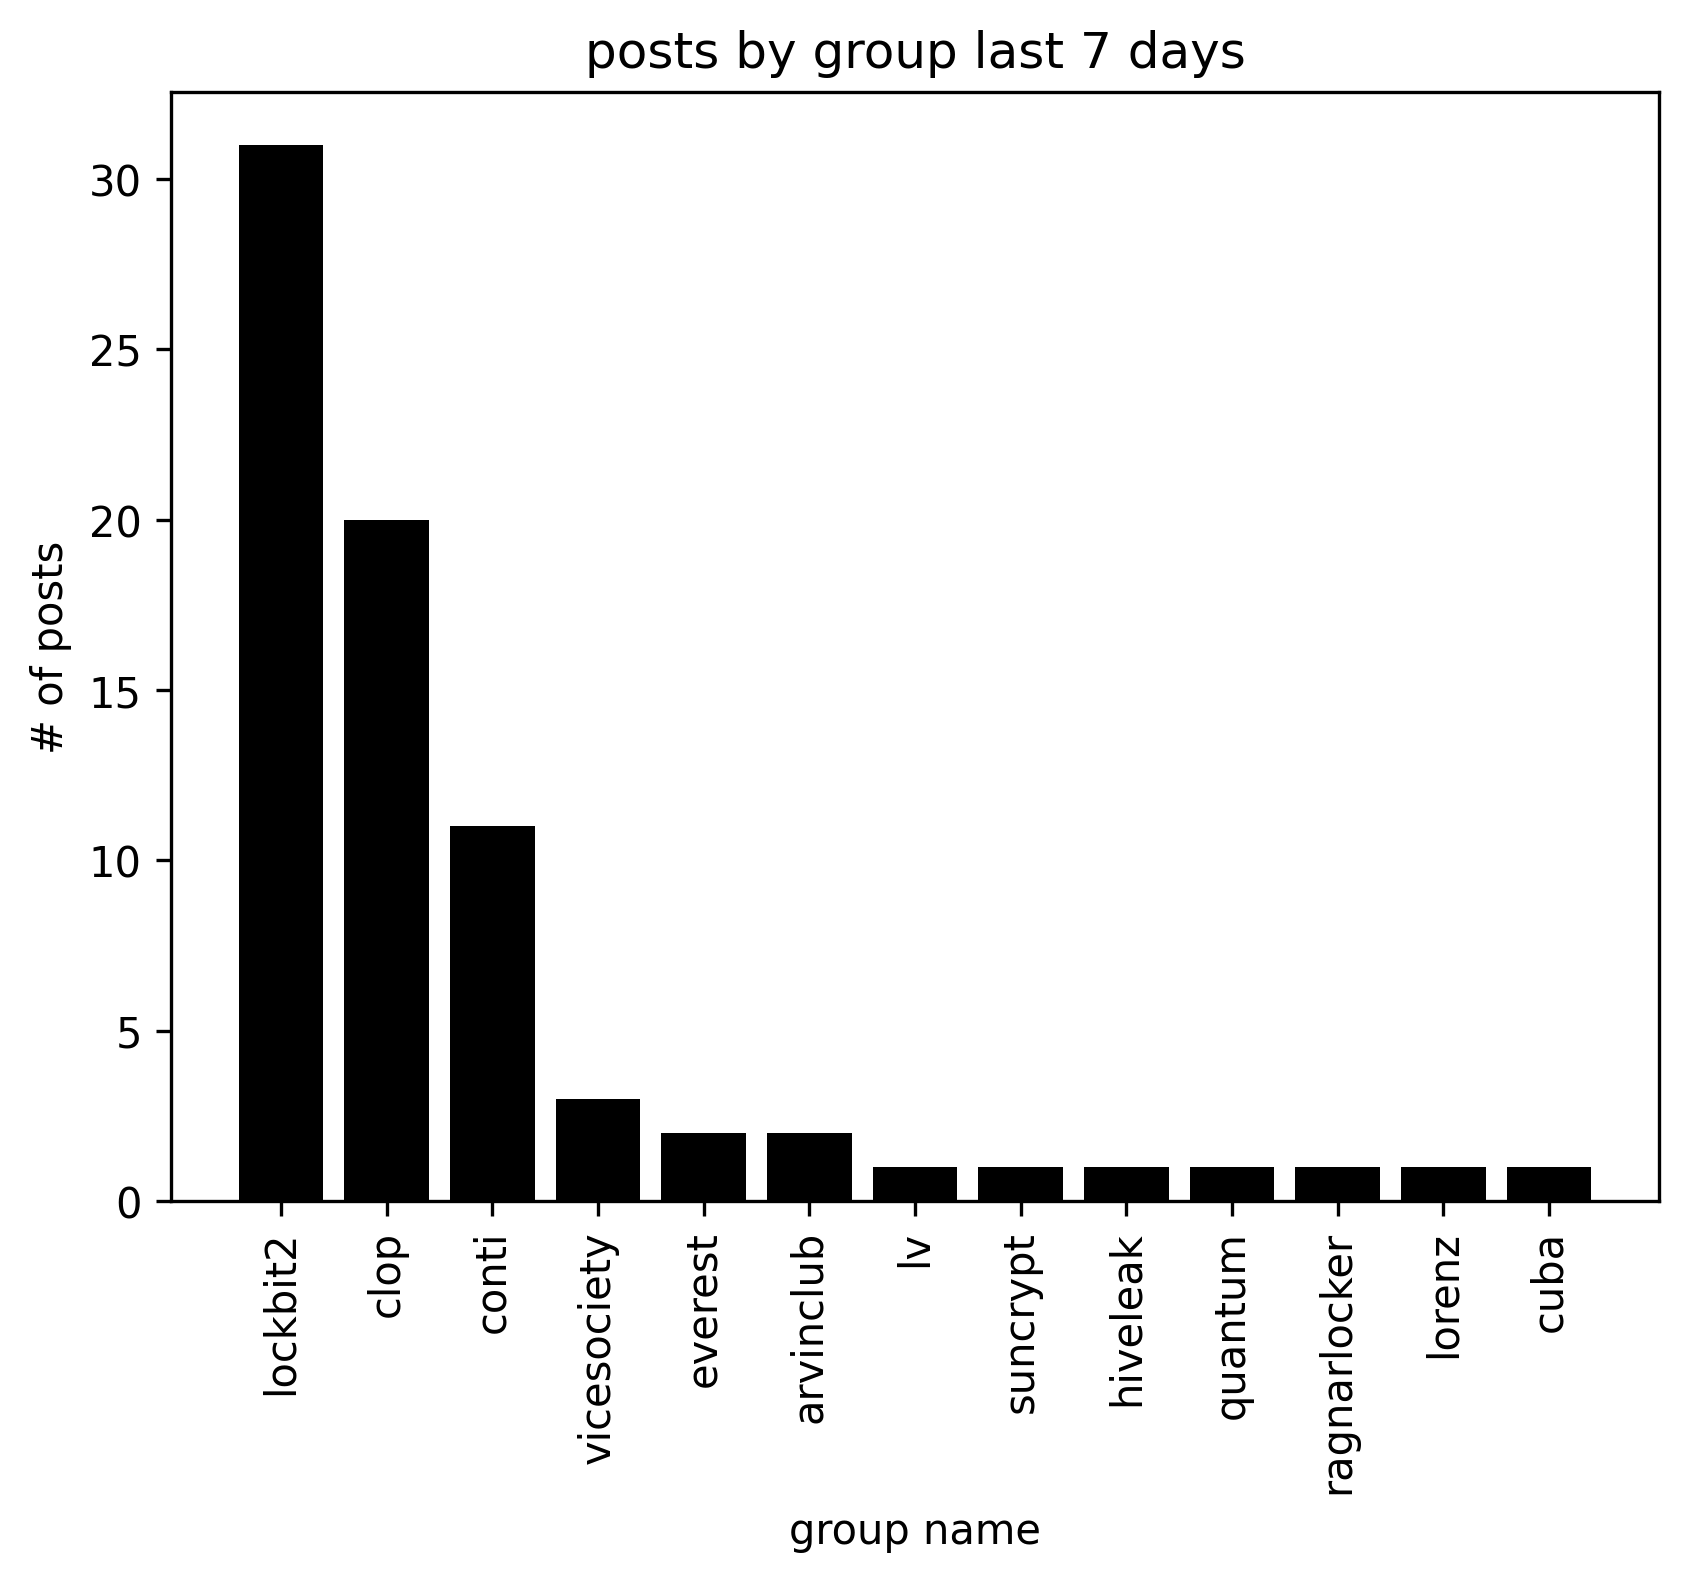 posts by group last 7 days
# of posts
30
25
20
15
10
5
0
lockbit2
clop
conti
vicesociety
everest
arvinclub
lv
suncrypt
hiveleak
quantum
ragnarlocker
lorenz
cuba
group name